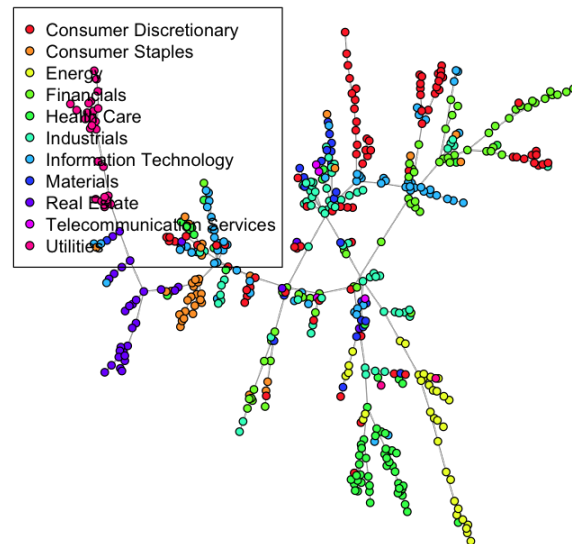 Consumer Discretionary
Consumer Staples
Energy
Financials
Health Care
Industrials
Information Technology
Materials
Real Estate
Telecommunication Services
Utilities